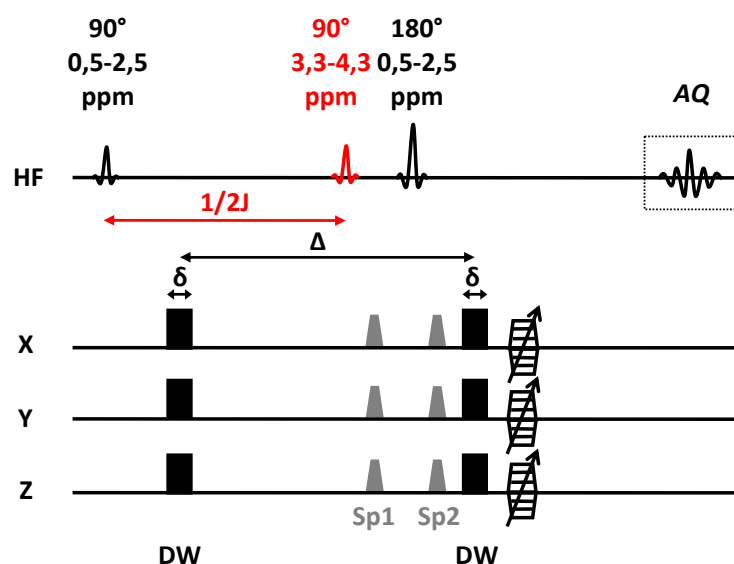 90° 90° 180°
0,5-2,5 3,3-4,3 0,5-2,5
ppm ppm ppm
AQ
HF
1/2J
Δ
δ δ
X
Y
Z
Sp1 Sp2
DW DW